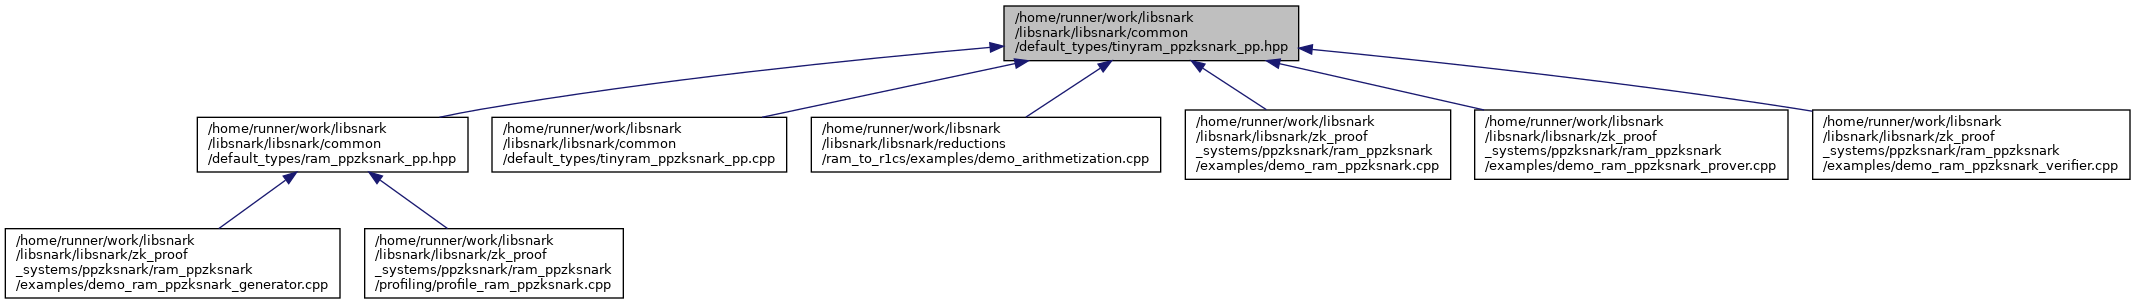 /home/runner/work/libsnark
/libsnark/libsnark/common
/default_types/tinyram_ppzksnark_pp.hpp
/home/runner/work/libsnark
/libsnark/libsnark/common
/default_types/ram_ppzksnark_pp.hpp
/home/runner/work/libsnark
/libsnark/libsnark/common
/default_types/tinyram_ppzksnark_pp.cpp
/home/runner/work/libsnark
/libsnark/libsnark/reductions
/ram_to_r1cs/examples/demo_arithmetization.cpp
/home/runner/work/libsnark
/libsnark/libsnark/zk_proof
_systems/ppzksnark/ram_ppzksnark
/examples/demo_ram_ppzksnark.cpp
/home/runner/work/libsnark
/libsnark/libsnark/zk_proof
_systems/ppzksnark/ram_ppzksnark
/examples/demo_ram_ppzksnark_prover.cpp
/home/runner/work/libsnark
/libsnark/libsnark/zk_proof
_systems/ppzksnark/ram_ppzksnark
/examples/demo_ram_ppzksnark_verifier.cpp
/home/runner/work/libsnark
/libsnark/libsnark/zk_proof
_systems/ppzksnark/ram_ppzksnark
/examples/demo_ram_ppzksnark_generator.cpp
/home/runner/work/libsnark
/libsnark/libsnark/zk_proof
_systems/ppzksnark/ram_ppzksnark
/profiling/profile_ram_ppzksnark.cpp